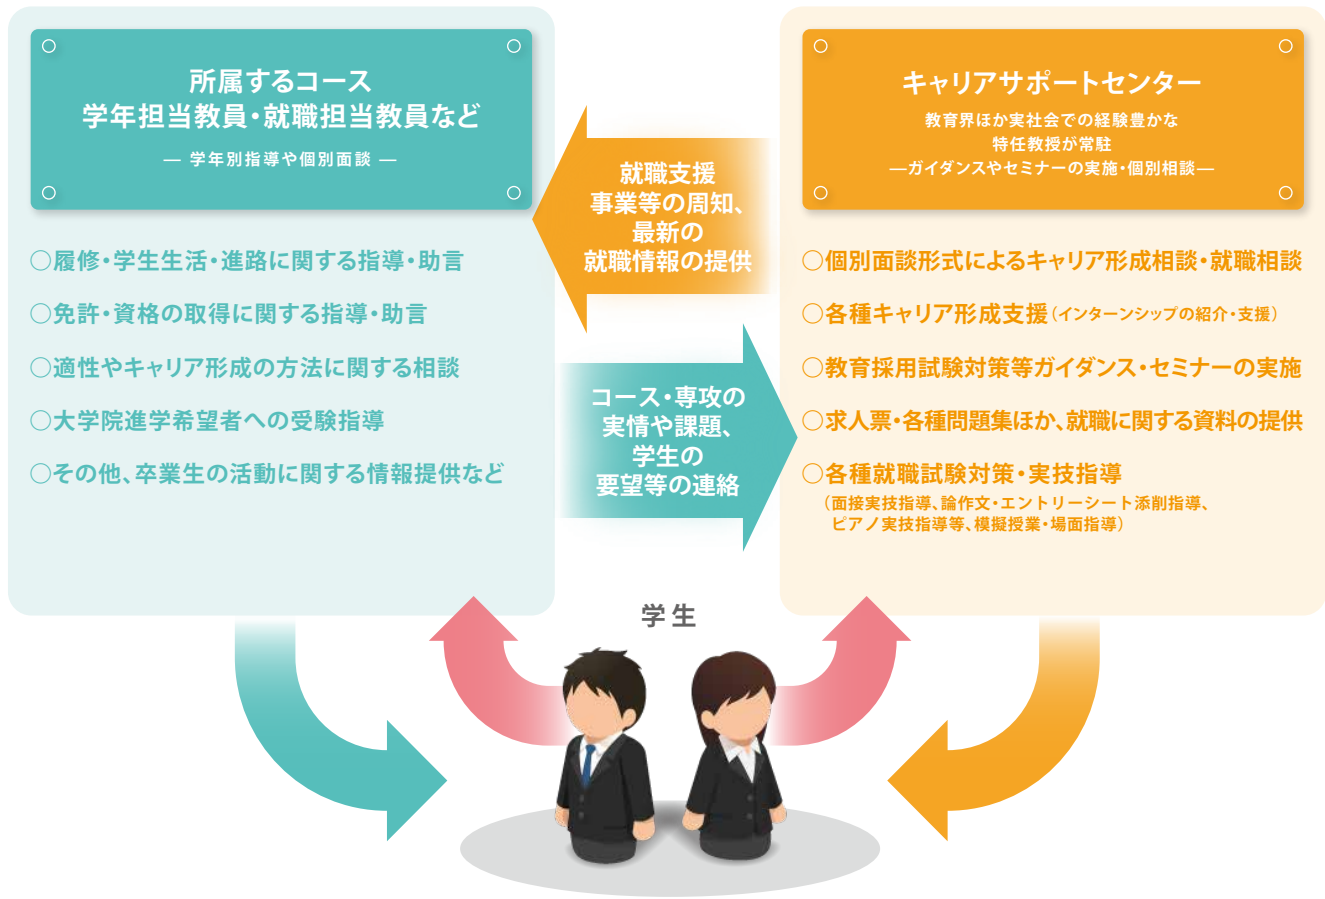 所属するコース
学年担当教員・就職担当教員など
― 学年別指導や個別面談 ―
○履修・学生生活・進路に関する指導・助言
○免許・資格の取得に関する指導・助言
○適性やキャリア形成の方法に関する相談
○大学院進学希望者への受験指導
○その他、卒業生の活動に関する情報提供など
就職支援
事業等の周知、
最新の
就職情報の提供
コース・専攻の
実情や課題、
学生の
要望等の連絡
キャリアサポートセンター
教育界ほか実社会での経験豊かな
特任教授が常駐
―ガイダンスやセミナーの実施・個別相談―
○個別面談形式によるキャリア形成相談・就職相談
○各種キャリア形成支援（インターンシップの紹介・支援）
○教育採用試験対策等ガイダンス・セミナーの実施
○求人票・各種問題集ほか、就職に関する資料の提供
○各種就職試験対策・実技指導
（面接実技指導、論作文・エントリーシート添削指導、
ピアノ実技指導等、模擬授業・場面指導）
学生